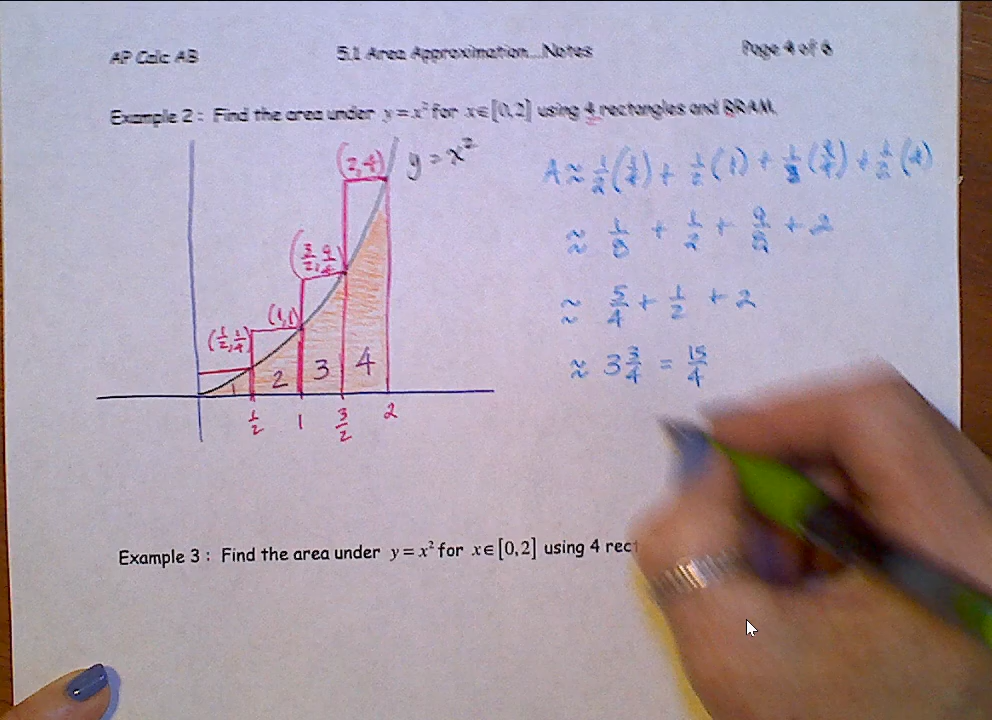 AP Calc AB 5.1 Area Approximation...Notes Page 4 of 6
Example 2 : Find the area under y = x² for x∈[0,2] using 4 rectangles and RRAM.
(2,4) y = x²
A ≈ 1/2(1/4) + 1/2(1) + 1/2(9/4) + 1/2(4)
≈ 1/8 + 1/2 + 9/8 + 2
(3/2, 9/4)
≈ 5/4 + 1/2 + 2
(1,1)
(1/2, 1/4)
≈ 3 3/4 = 15/4
1 2 3 4
1/2 1 3/2 2
Example 3 : Find the area under y = x² for x∈[0,2] using 4 rect